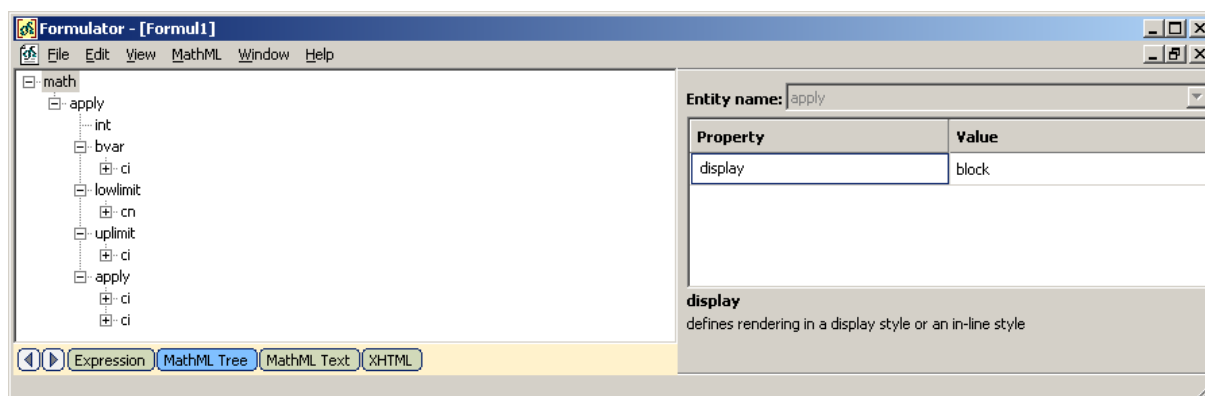 Formulator - [Formul1]
File Edit View MathML Window Help
math
apply
int
bvar
ci
lowlimit
cn
uplimit
ci
apply
ci
ci
Entity name: apply
Property Value
display block
display
defines rendering in a display style or an in-line style
Expression MathML Tree MathML Text XHTML